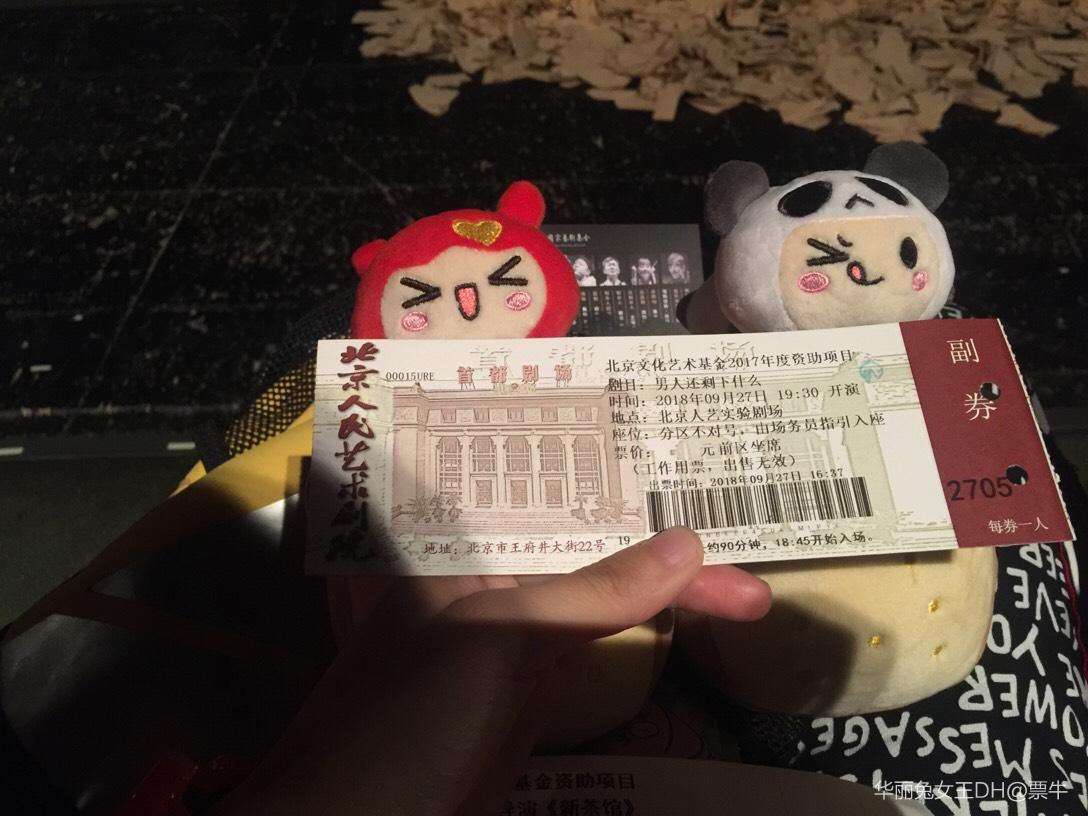 北京人民艺术剧院
00015URE
首都剧场
首都剧场
北京文化艺术基金2017年度资助项目
剧目: 男人还剩下什么
时间: 2018年09月27日 19:30 开演
地点: 北京人艺实验剧场
座位: 分区不对号, 由场务员指引入座
票价: 元 前区坐席
(工作用票, 出售无效)
出票时间: 2018年09月27日 16:37
约90分钟, 18:45开始入场。
地址: 北京市王府井大街22号
19
副券
2705
每券一人
POWER
MESSAGE
基金资助项目
导演《新茶馆》
华丽兔女王DH@票牛